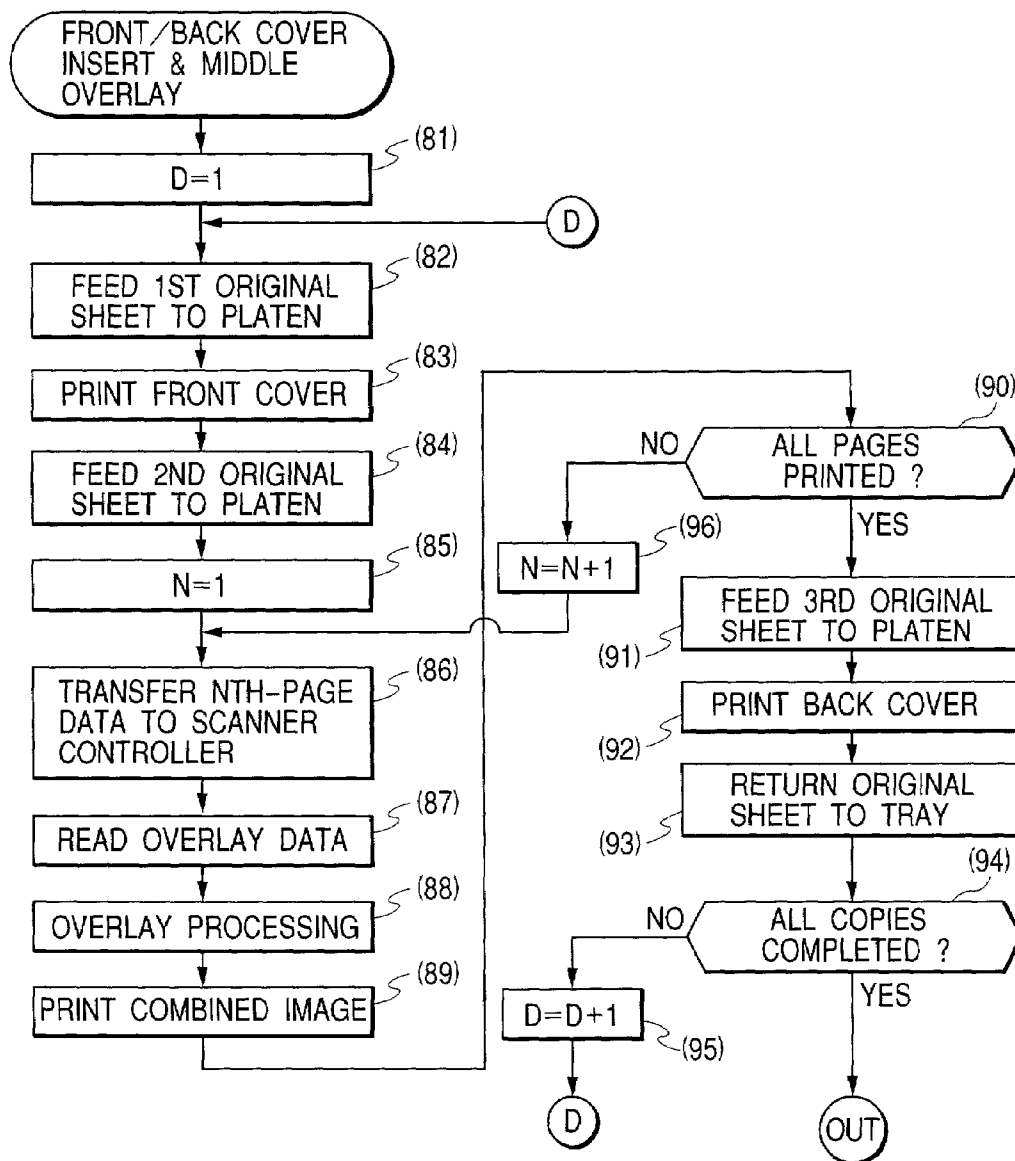 FRONT/BACK COVER
INSERT & MIDDLE
OVERLAY
(81)
D=1
D
(82)
FEED 1ST ORIGINAL
SHEET TO PLATEN
(83)
PRINT FRONT COVER
(84)
FEED 2ND ORIGINAL
SHEET TO PLATEN
(85)
N=1
(86)
TRANSFER NTH-PAGE
DATA TO SCANNER
CONTROLLER
(87)
READ OVERLAY DATA
(88)
OVERLAY PROCESSING
(89)
PRINT COMBINED IMAGE
(90)
ALL PAGES
PRINTED ?
NO
YES
(96)
N=N+1
FEED 3RD ORIGINAL
SHEET TO PLATEN
(91)
PRINT BACK COVER
(92)
RETURN ORIGINAL
SHEET TO TRAY
(93)
(94)
ALL COPIES
COMPLETED ?
NO
YES
D=D+1
(95)
D
OUT